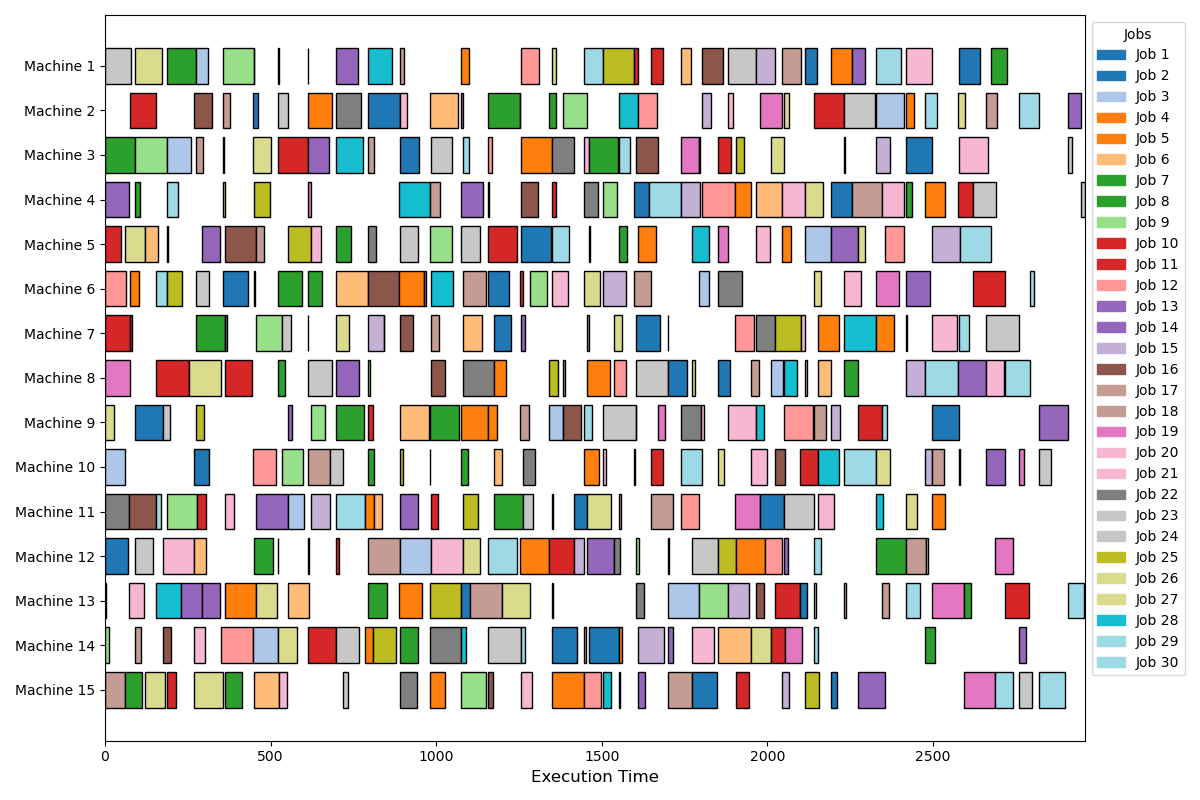 Machine 1
Machine 2
Machine 3
Machine 4
Machine 5
Machine 6
Machine 7
Machine 8
Machine 9
Machine 10
Machine 11
Machine 12
Machine 13
Machine 14
Machine 15
0 500 1000 1500 2000 2500
Execution Time
Jobs
Job 1
Job 2
Job 3
Job 4
Job 5
Job 6
Job 7
Job 8
Job 9
Job 10
Job 11
Job 12
Job 13
Job 14
Job 15
Job 16
Job 17
Job 18
Job 19
Job 20
Job 21
Job 22
Job 23
Job 24
Job 25
Job 26
Job 27
Job 28
Job 29
Job 30